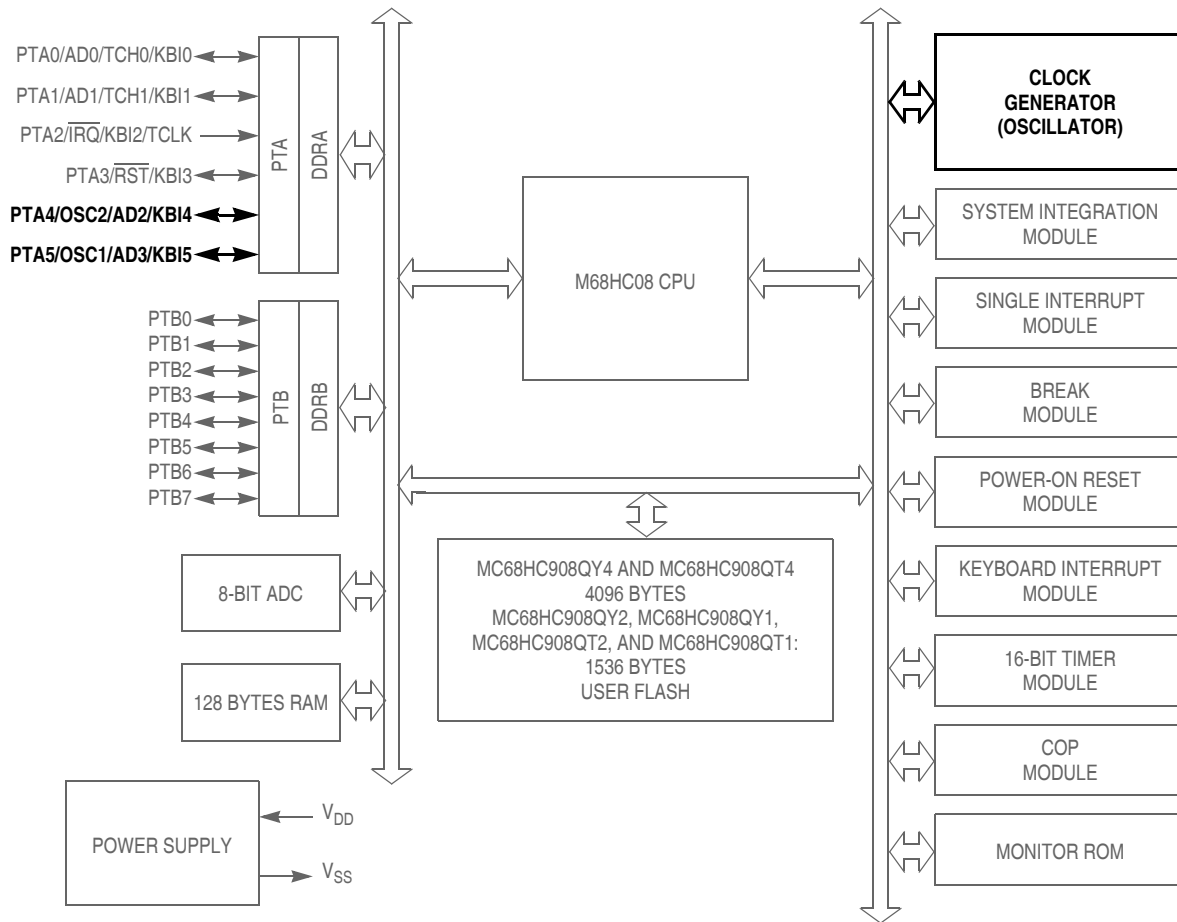 PTA0/AD0/TCH0/KBI0
PTA1/AD1/TCH1/KBI1
PTA2/I̅R̅Q̅/KBI2/TCLK
PTA3/R̅S̅T̅/KBI3
PTA4/OSC2/AD2/KBI4
PTA5/OSC1/AD3/KBI5
PTA
DDRA
PTB0
PTB1
PTB2
PTB3
PTB4
PTB5
PTB6
PTB7
PTB
DDRB
8-BIT ADC
128 BYTES RAM
POWER SUPPLY
V_DD
V_SS
M68HC08 CPU
MC68HC908QY4 AND MC68HC908QT4
4096 BYTES
MC68HC908QY2, MC68HC908QY1,
MC68HC908QT2, AND MC68HC908QT1:
1536 BYTES
USER FLASH
CLOCK
GENERATOR
(OSCILLATOR)
SYSTEM INTEGRATION
MODULE
SINGLE INTERRUPT
MODULE
BREAK
MODULE
POWER-ON RESET
MODULE
KEYBOARD INTERRUPT
MODULE
16-BIT TIMER
MODULE
COP
MODULE
MONITOR ROM